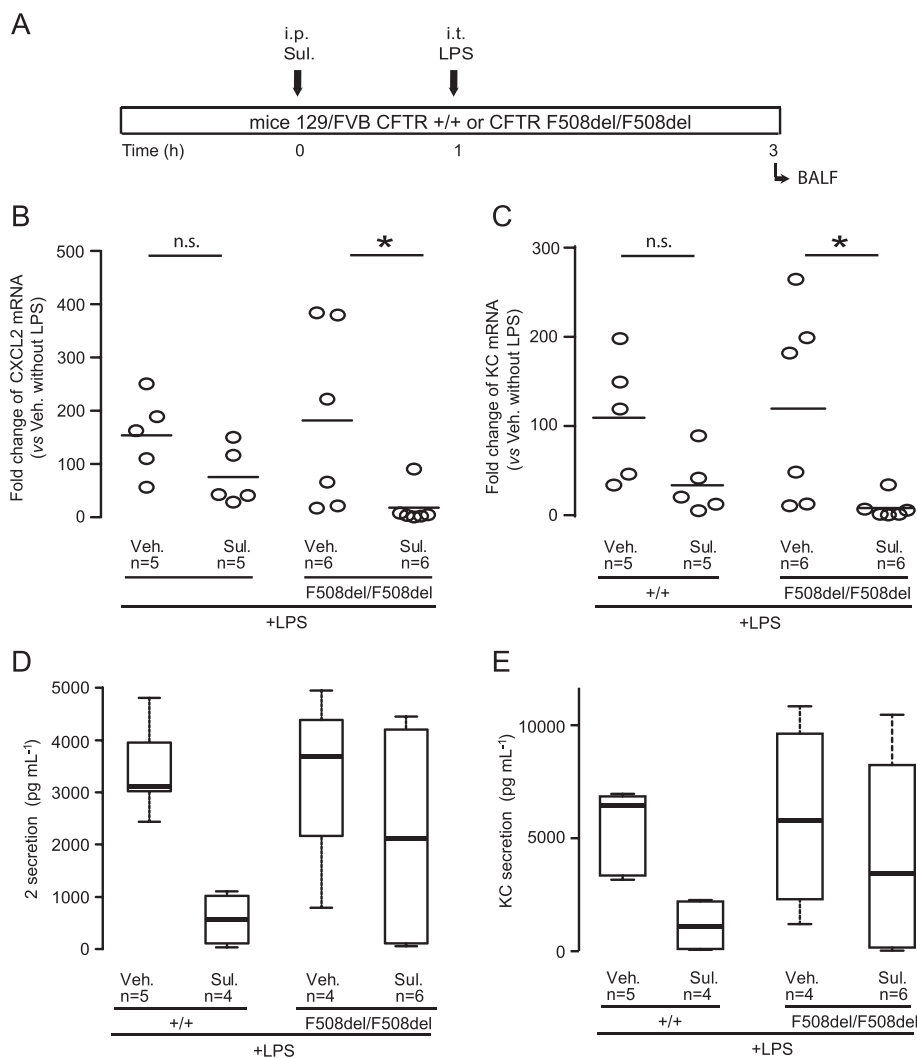 A
i.p.
Sul.
i.t.
LPS
mice 129/FVB CFTR +/+ or CFTR F508del/F508del
Time (h) 0 1 3
BALF
B
Fold change of CXCL2 mRNA
(vs Veh. without LPS)
500
400
300
200
100
0
n.s. *
Veh. Sul. Veh. Sul.
n=5 n=5 n=6 n=6
F508del/F508del
+LPS
C
Fold change of KC mRNA
(vs Veh. without LPS)
300
200
100
0
n.s. *
Veh. Sul. Veh. Sul.
n=5 n=5 n=6 n=6
+/+ F508del/F508del
+LPS
D
2 secretion (pg mL⁻¹)
5000
4000
3000
2000
1000
0
Veh. Sul. Veh. Sul.
n=5 n=4 n=4 n=6
+/+ F508del/F508del
+LPS
E
KC secretion (pg mL⁻¹)
10000
5000
0
Veh. Sul. Veh. Sul.
n=5 n=4 n=4 n=6
+/+ F508del/F508del
+LPS